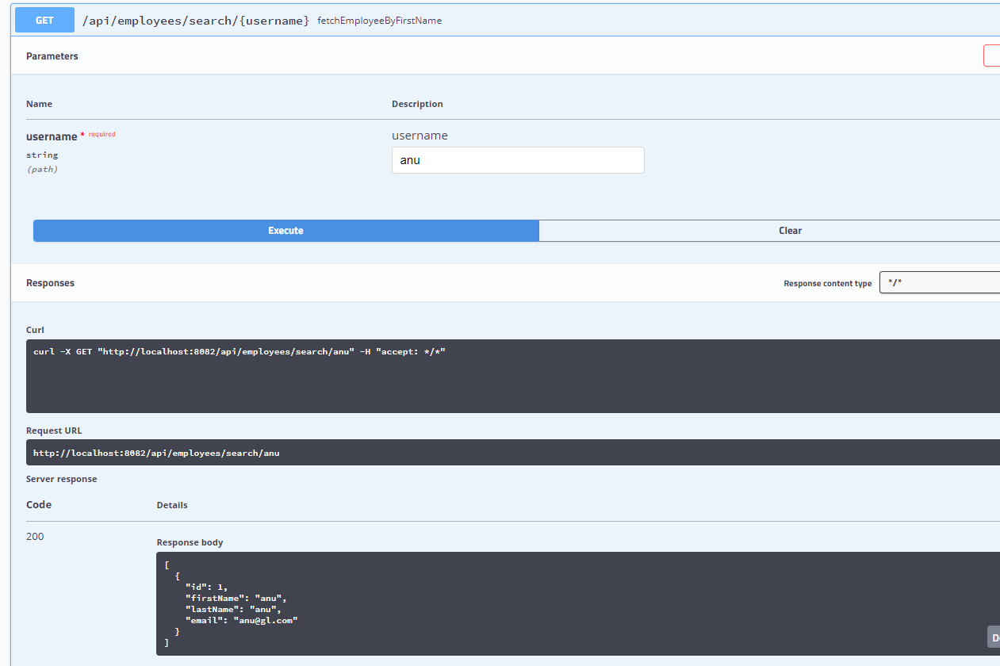 GET /api/employees/search/{username} fetchEmployeeByFirstName
Parameters
Name Description
username * required username
string anu
(path)
Execute Clear
Responses Response content type */*
Curl
curl -X GET "http://localhost:8082/api/employees/search/anu" -H "accept: */*"
Request URL
http://localhost:8082/api/employees/search/anu
Server response
Code Details
200
Response body
[
{
"id": 1,
"firstName": "anu",
"lastName": "anu",
"email": "anu@gl.com"
}
]